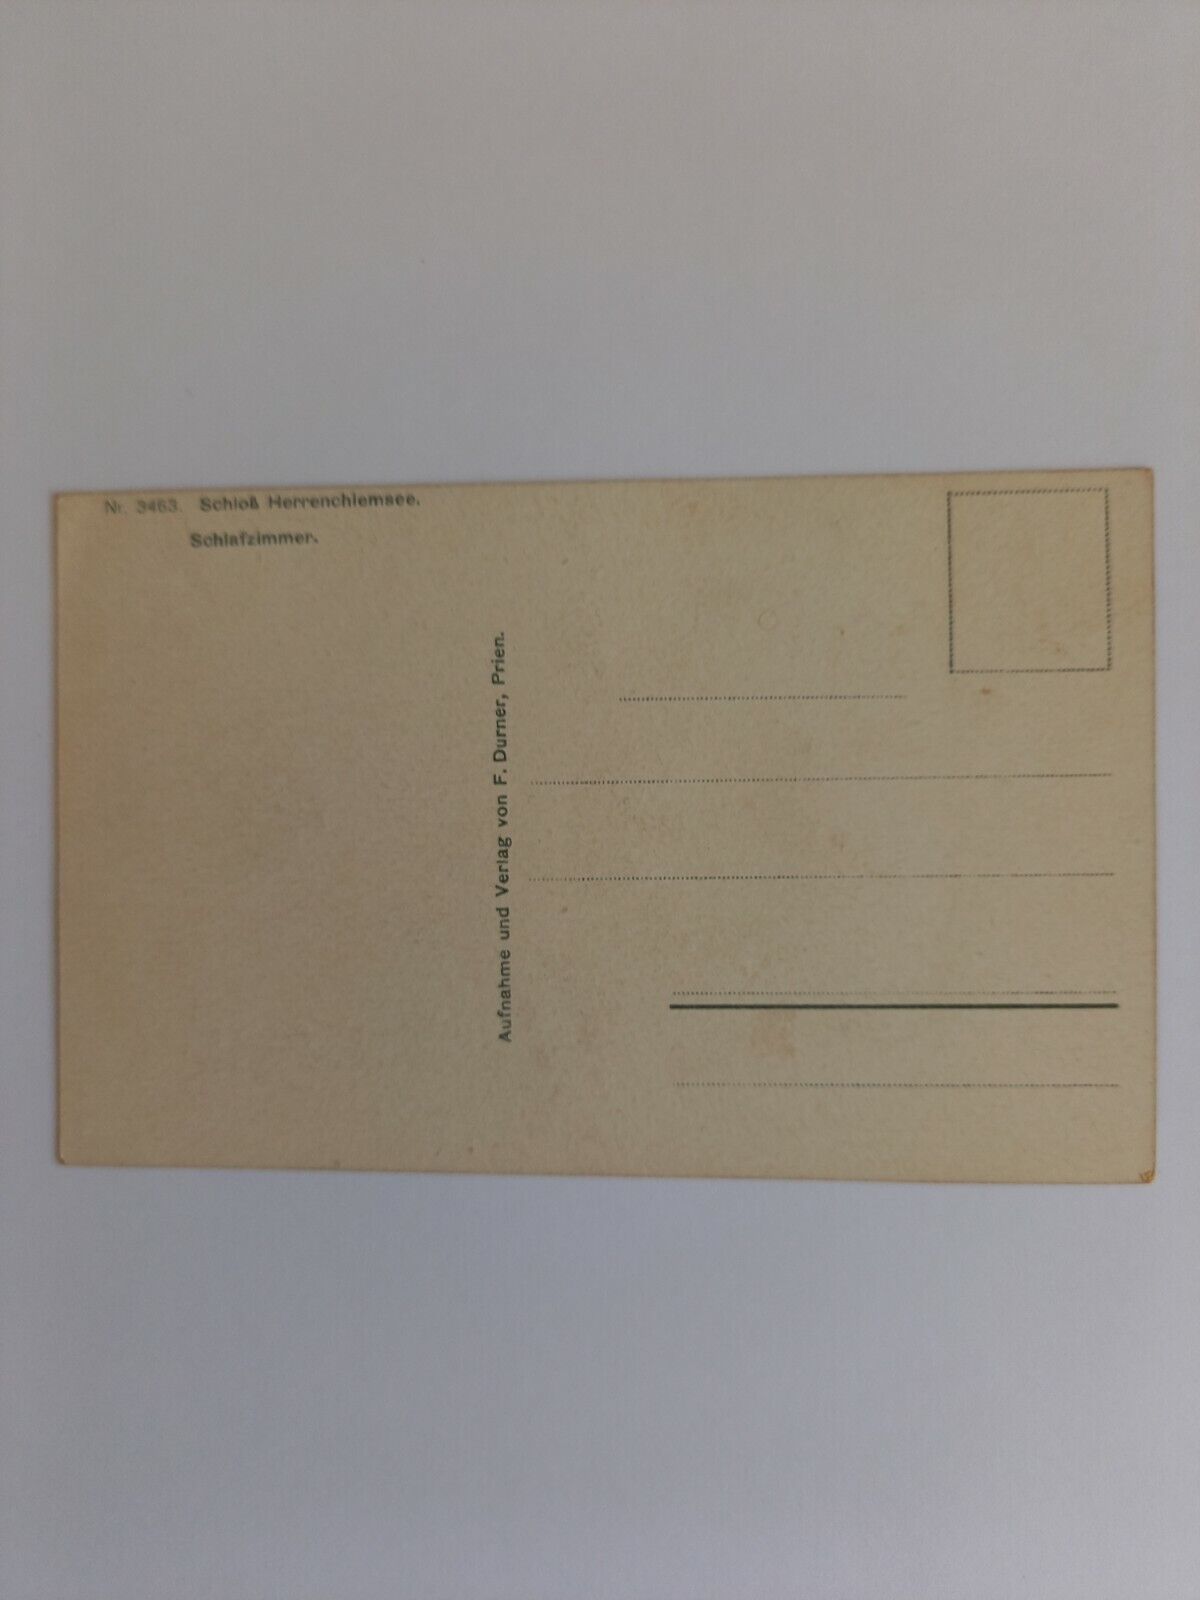 Nr. 3463. Schloß Herrenchiemsee.
Schlafzimmer.
Aufnahme und Verlag von F. Durner, Prien.